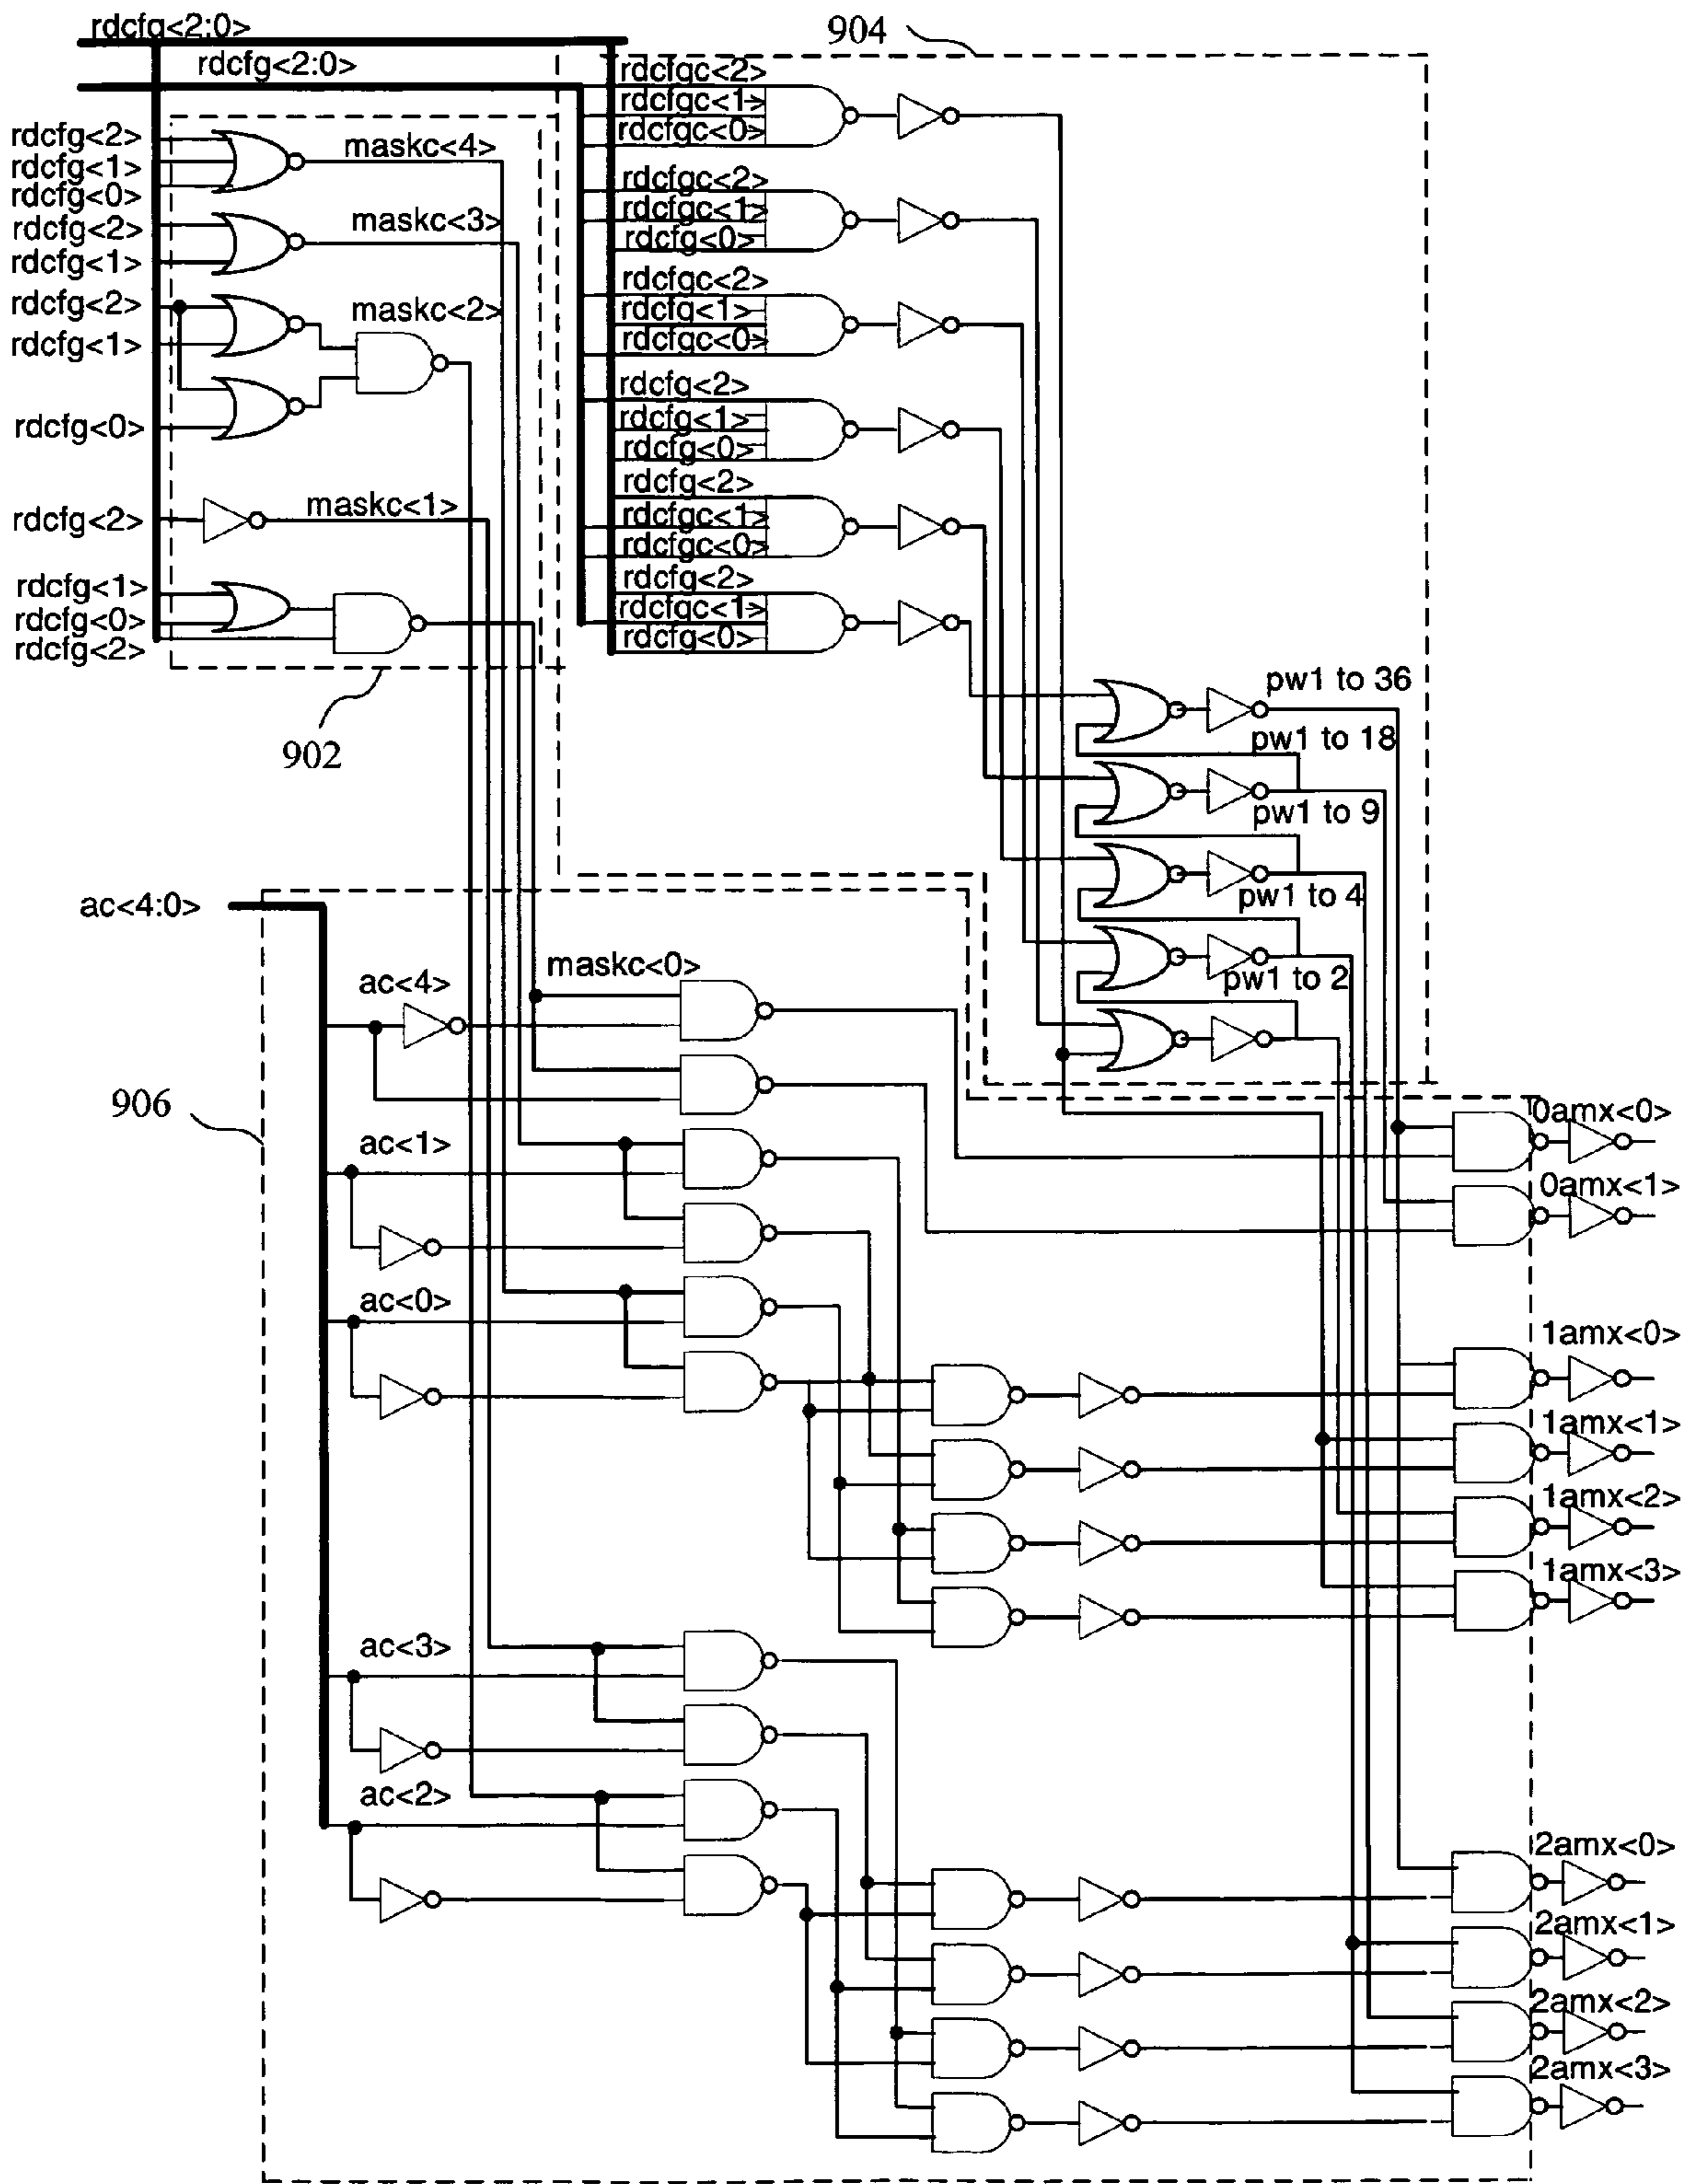 rdcfg<2:0>
904
rdcfg<2:0>
rdcfgc<2>
rdcfgc<1>
rdcfgc<0>
rdcfg<2>
rdcfg<1>
rdcfg<0>
maskc<4>
rdcfgc<2>
rdcfgc<1>
rdcfg<0>
rdcfg<2>
rdcfg<1>
maskc<3>
rdcfgc<2>
rdcfg<1>
rdcfgc<0>
rdcfg<2>
rdcfg<1>
maskc<2>
rdcfg<2>
rdcfg<1>
rdcfg<0>
rdcfg<0>
rdcfg<2>
rdcfgc<1>
rdcfgc<0>
rdcfg<2>
maskc<1>
rdcfg<2>
rdcfgc<1>
rdcfg<0>
rdcfg<1>
rdcfg<0>
rdcfg<2>
902
pw1 to 36
pw1 to 18
pw1 to 9
pw1 to 4
pw1 to 2
ac<4:0>
maskc<0>
ac<4>
906
ac<1>
ac<0>
ac<3>
ac<2>
0amx<0>
0amx<1>
1amx<0>
1amx<1>
1amx<2>
1amx<3>
2amx<0>
2amx<1>
2amx<2>
2amx<3>